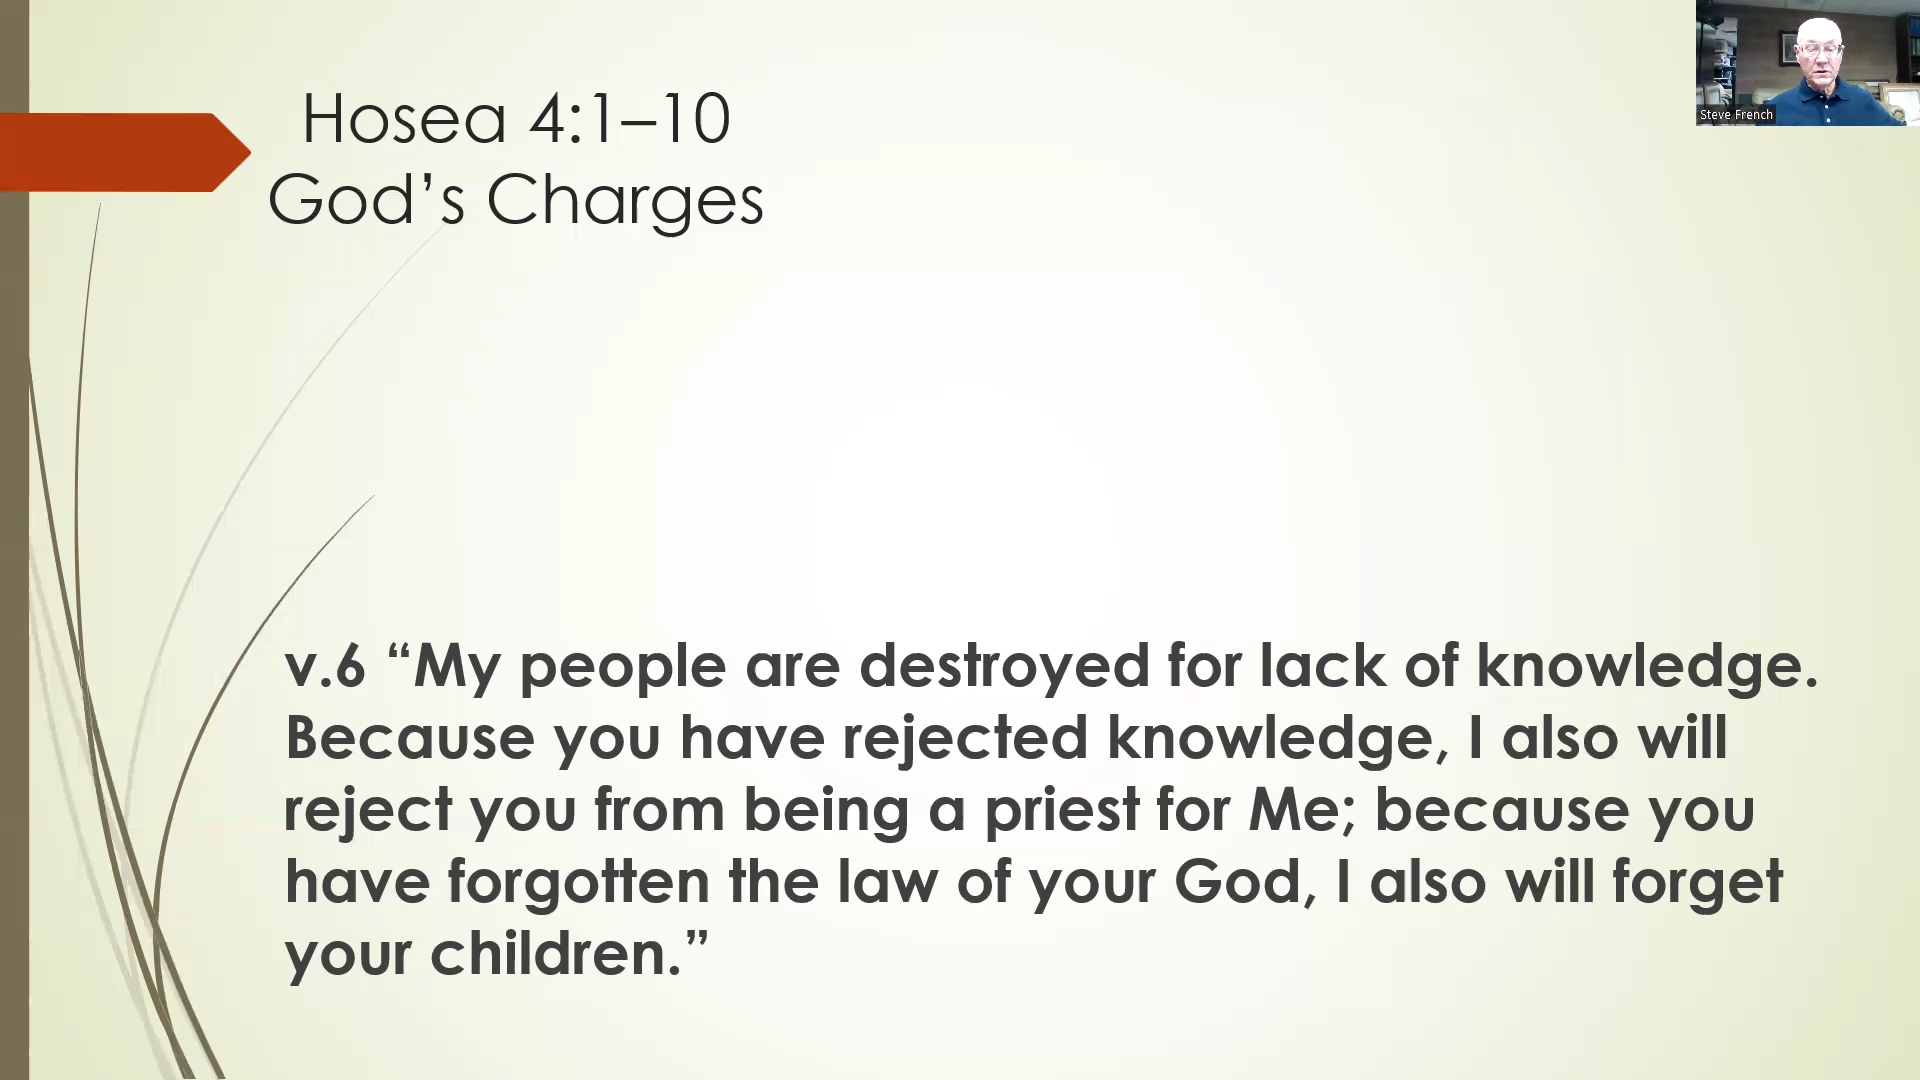 Hosea 4:1–10
God’s Charges
Steve French
v.6 “My people are destroyed for lack of knowledge.
Because you have rejected knowledge, I also will
reject you from being a priest for Me; because you
have forgotten the law of your God, I also will forget
your children.”